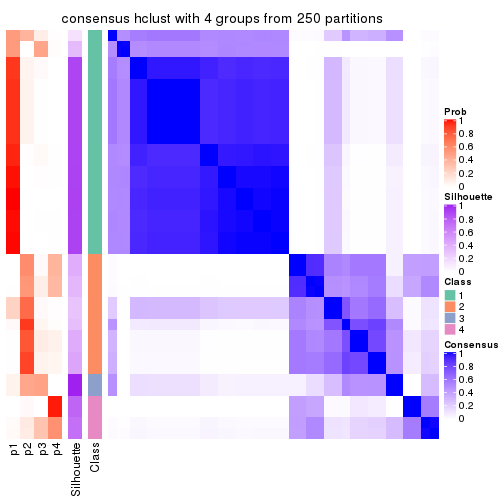 consensus hclust with 4 groups from 250 partitions
Prob
1
0.8
0.6
0.4
0.2
0
Silhouette
1
0.8
0.6
0.4
0.2
0
Class
1
2
3
4
Consensus
1
0.8
0.6
0.4
0.2
0
p1
p2
p3
p4
Silhouette
Class